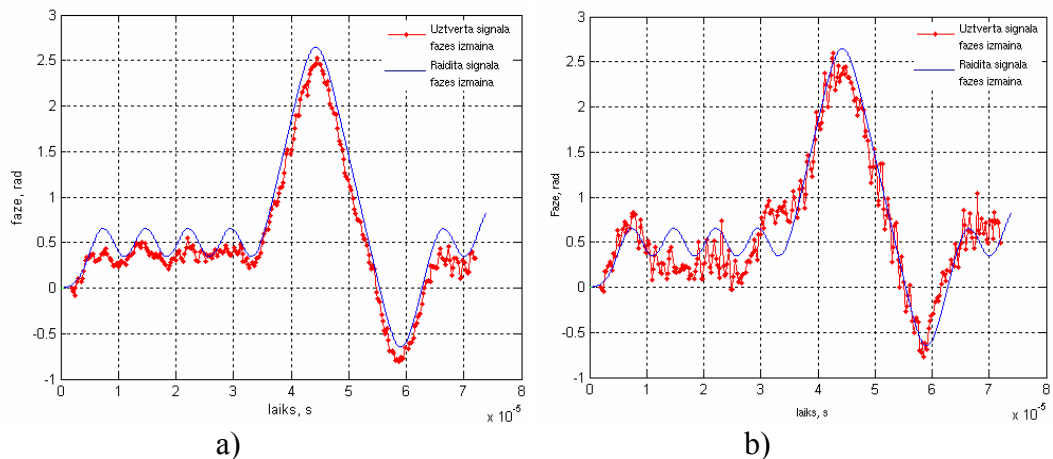 3
2.5
2
1.5
1
0.5
0
-0.5
-1
faze, rad
Uztverta signala
fazes izmaina
Raidita signala
fazes izmaina
0 1 2 3 4 5 6 7 8
laiks, s
x 10⁻⁵
a)
3
2.5
2
1.5
1
0.5
0
-0.5
-1
Faze, rad
Uztverta signala
fazes izmaina
Raidita signala
fazes izmaina
0 1 2 3 4 5 6 7 8
laiks, s
x 10⁻⁵
b)